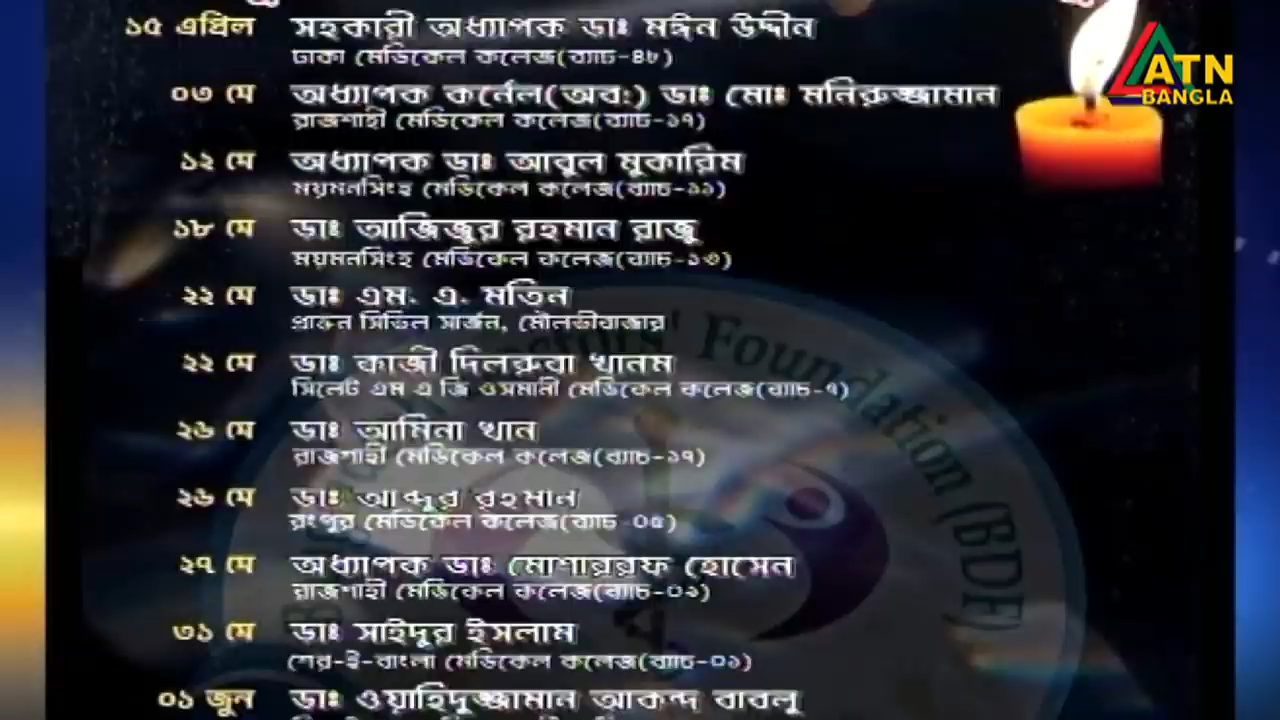 ১৫ এপ্রিল সহকারী অধ্যাপক ডাঃ মঈন উদ্দীন
ঢাকা মেডিকেল কলেজ(ব্যাচ-৪৮)
ATN
BANGLA
০৩ মে অধ্যাপক কর্নেল(অবঃ) ডাঃ মোঃ মনিরুজ্জামান
রাজশাহী মেডিকেল কলেজ(ব্যাচ-১৭)
১২ মে অধ্যাপক ডাঃ আবুল মুকারিম
ময়মনসিংহ মেডিকেল কলেজ(ব্যাচ-১১)
১৮ মে ডাঃ আজিজুর রহমান রাজু
ময়মনসিংহ মেডিকেল কলেজ(ব্যাচ-১৩)
২২ মে ডাঃ এম. এ. মতিন
প্রাক্তন সিভিল সার্জন, মৌলভীবাজার
২২ মে ডাঃ কাজী দিলরুবা খানম
সিলেট এম এ জি ওসমানী মেডিকেল কলেজ(ব্যাচ-৭)
২৬ মে ডাঃ আমিনা খান
রাজশাহী মেডিকেল কলেজ(ব্যাচ-১৭)
২৬ মে ডাঃ আব্দুর রহমান
রংপুর মেডিকেল কলেজ(ব্যাচ-০৫)
২৭ মে অধ্যাপক ডাঃ মোশাররফ হোসেন
রাজশাহী মেডিকেল কলেজ(ব্যাচ-০১)
৩১ মে ডাঃ সাইদুর ইসলাম
শের-ই-বাংলা মেডিকেল কলেজ(ব্যাচ-০১)
০১ জুন ডাঃ ওয়াহিদুজ্জামান আকন্দ বাবলু
Doctors' Foundation (BDF)